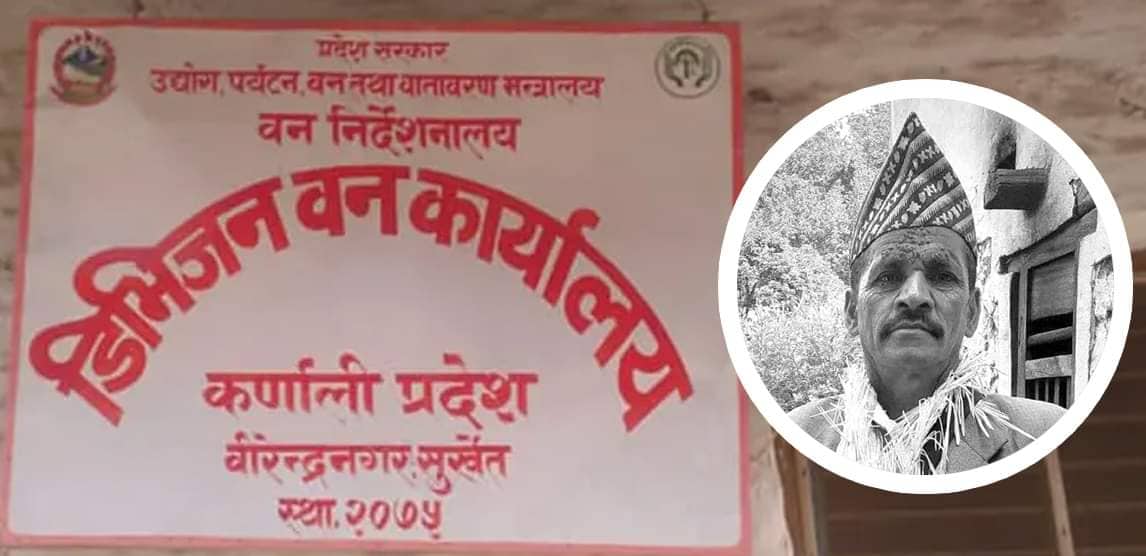 प्रदेश सरकार
उद्योग, पर्यटन, वन तथा वातावरण मन्त्रालय
वन निर्देशनालय
डिभिजन वन कार्यालय
कर्णाली प्रदेश
वीरेन्द्रनगर, सुर्खेत
स्था. २०७५